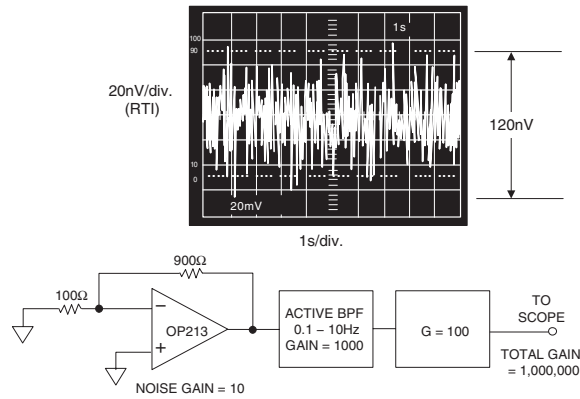 1s
100
90
20nV/div.
(RTI)
120nV
10
0
20mV
1s/div.
900Ω
100Ω
–
OP213
+
NOISE GAIN = 10
ACTIVE BPF
0.1 – 10Hz
GAIN = 1000
G = 100
TO
SCOPE
TOTAL GAIN
= 1,000,000